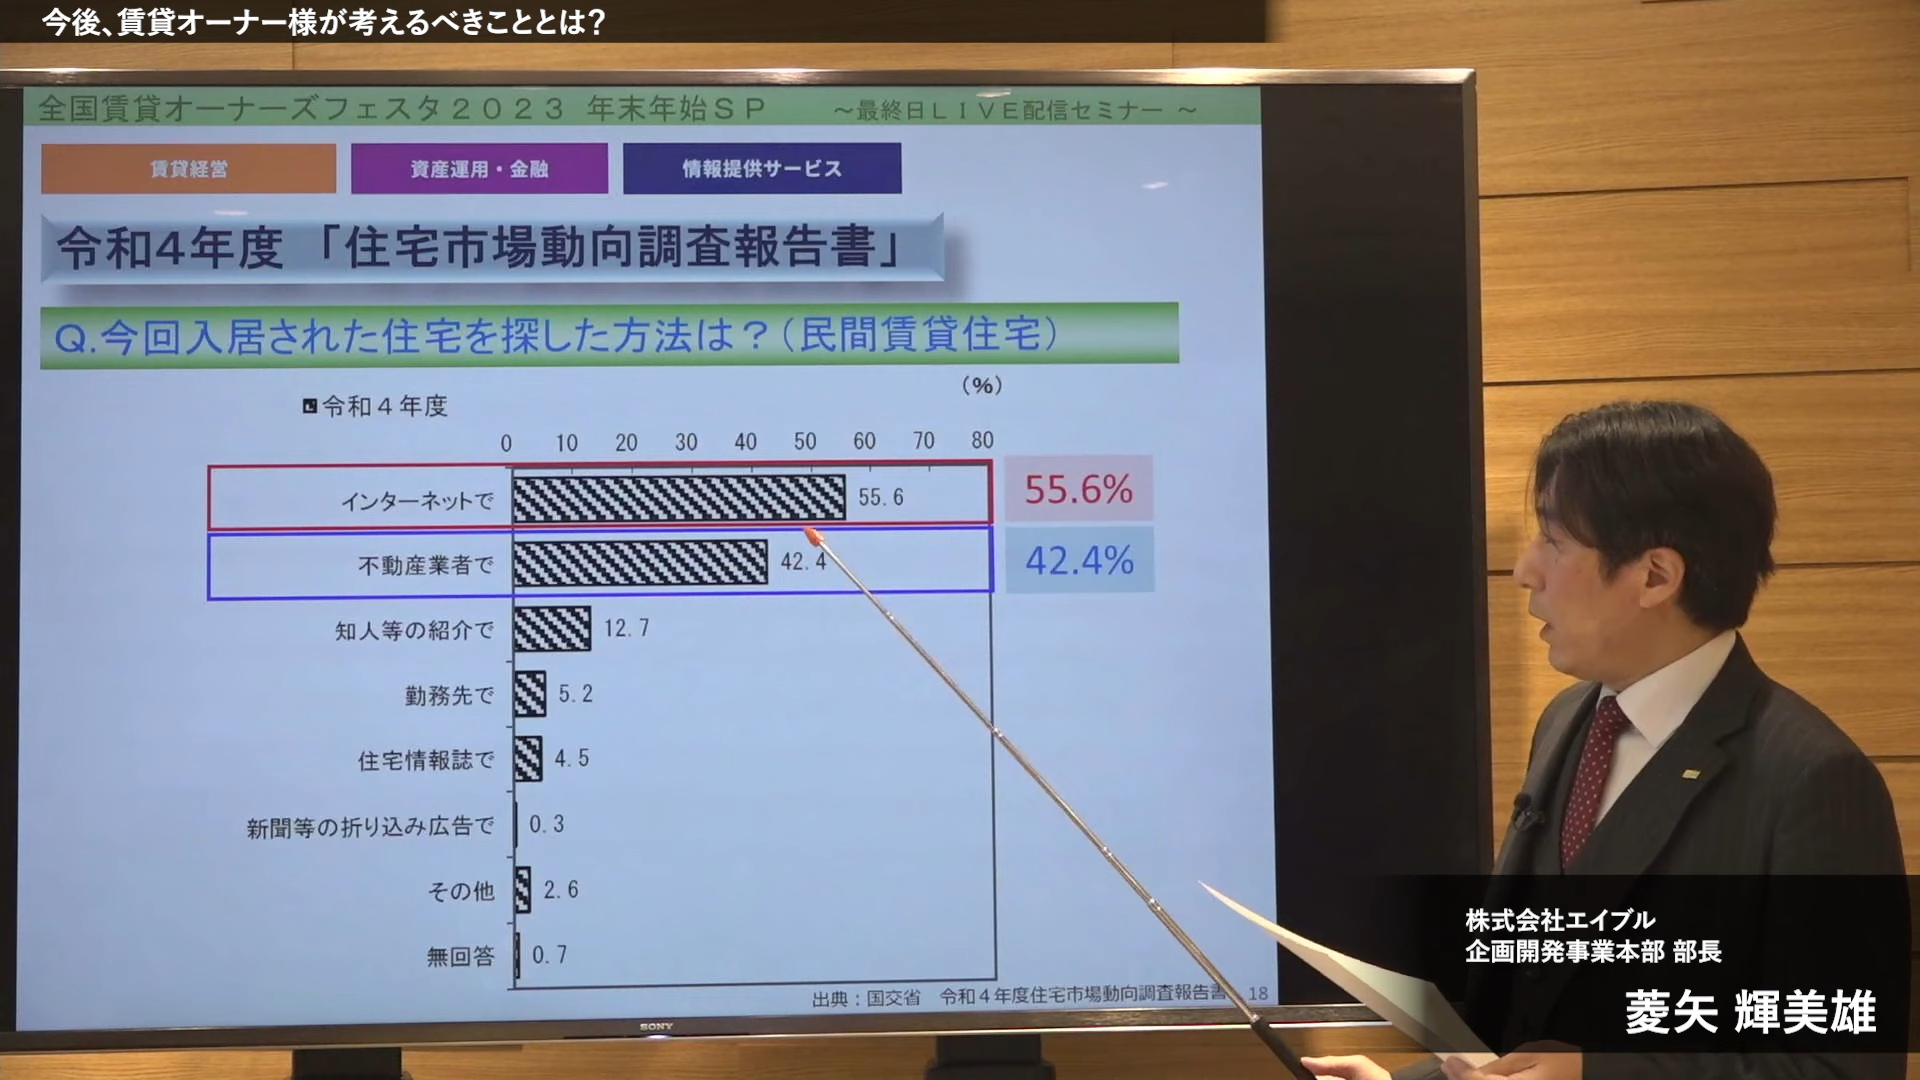 今後、賃貸オーナー様が考えるべきこととは?
全国賃貸オーナーズフェスタ2023 年末年始SP ~最終日LIVE配信セミナー ~
賃貸経営
資産運用・金融
情報提供サービス
令和4年度 「住宅市場動向調査報告書」
Q.今回入居された住宅を探した方法は?(民間賃貸住宅)
(%)
令和4年度
0 10 20 30 40 50 60 70 80
インターネットで 55.6 55.6%
不動産業者で 42.4 42.4%
知人等の紹介で 12.7
勤務先で 5.2
住宅情報誌で 4.5
新聞等の折り込み広告で 0.3
その他 2.6
無回答 0.7
出典:国交省 令和4年度住宅市場動向調査報告書 18
SONY
株式会社エイブル
企画開発事業本部 部長
菱矢 輝美雄